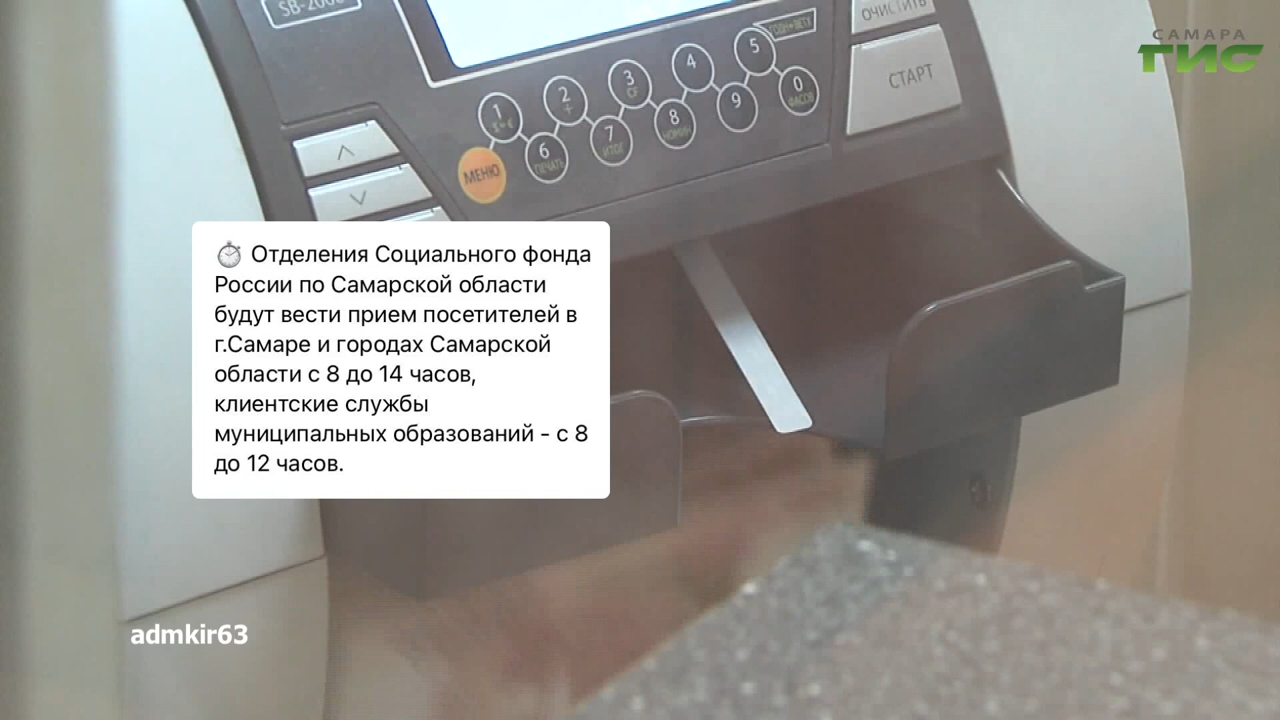 SB-2000
ОЧИСТИТЬ
САМАРА
ГИС
СТАРТ
1 2 3 4 5
$=€ + CF
6 7 8 9 0
ПЕЧАТЬ ИТОГ НОМИН ФАСОВ
МЕНЮ
⏱ Отделения Социального фонда
России по Самарской области
будут вести прием посетителей в
г.Самаре и городах Самарской
области с 8 до 14 часов,
клиентские службы
муниципальных образований - с 8
до 12 часов.
admkir63